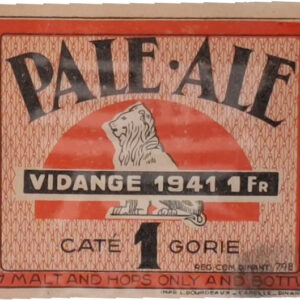 PALE·ALE
VIDANGE 1941 1 FR
CATÉ 1 GORIE
REG.COM.DINANT: 798
MALT AND HOPS ONLY AND BOTT